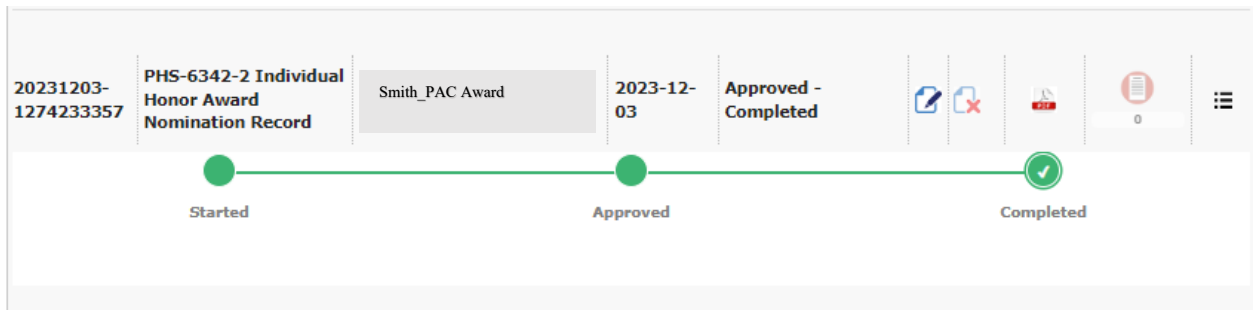 20231203-
1274233357
PHS-6342-2 Individual
Honor Award
Nomination Record
Smith_PAC Award
2023-12-
03
Approved -
Completed
PDF
0
Started
Approved
Completed